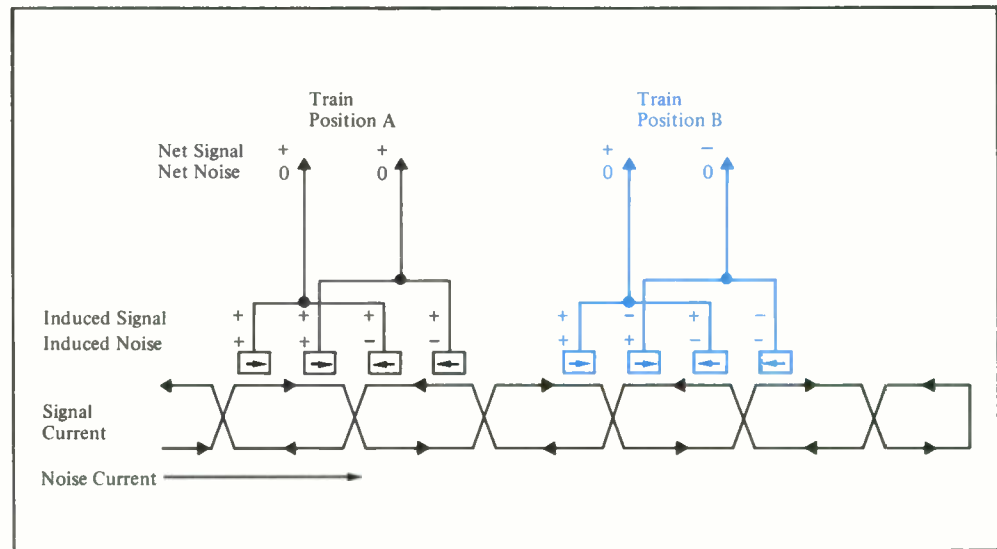 Train
Position A
Train
Position B
Net Signal + + + −
Net Noise 0 0 0 0
Induced Signal + + + + + − + −
Induced Noise + + − − + + − −
Signal
Current
Noise Current